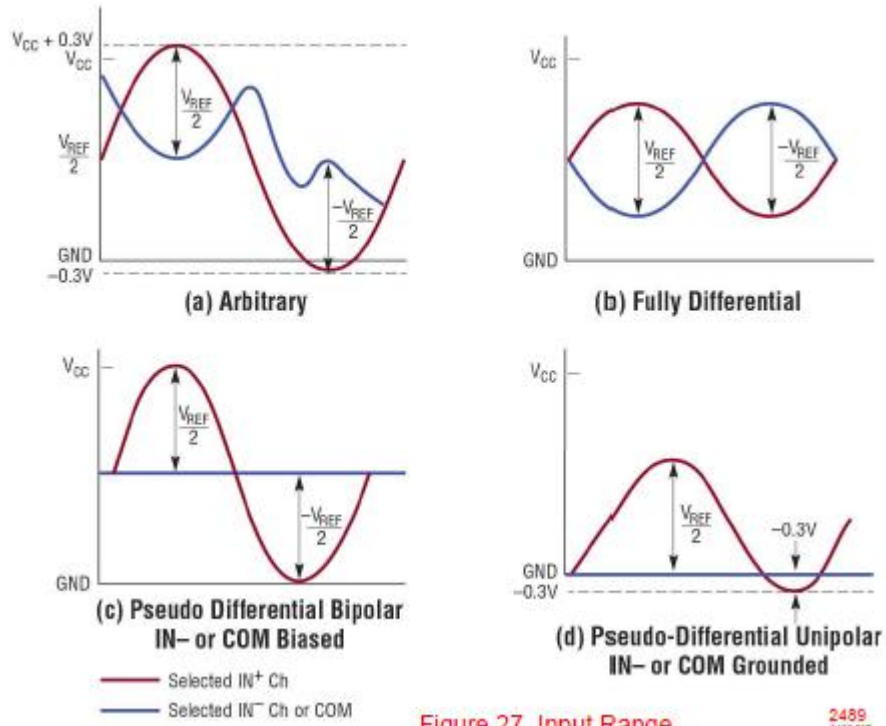 V_CC + 0.3V
V_CC
V_REF
2
V_REF
2
-V_REF
2
GND
-0.3V
(a) Arbitrary
V_CC
V_REF
2
-V_REF
2
GND
(b) Fully Differential
V_CC
V_REF
2
-V_REF
2
GND
(c) Pseudo Differential Bipolar
IN– or COM Biased
V_CC
V_REF
2
-0.3V
GND
-0.3V
(d) Pseudo-Differential Unipolar
IN– or COM Grounded
Selected IN⁺ Ch
Selected IN⁻ Ch or COM
Figure 27. Input Range
2489